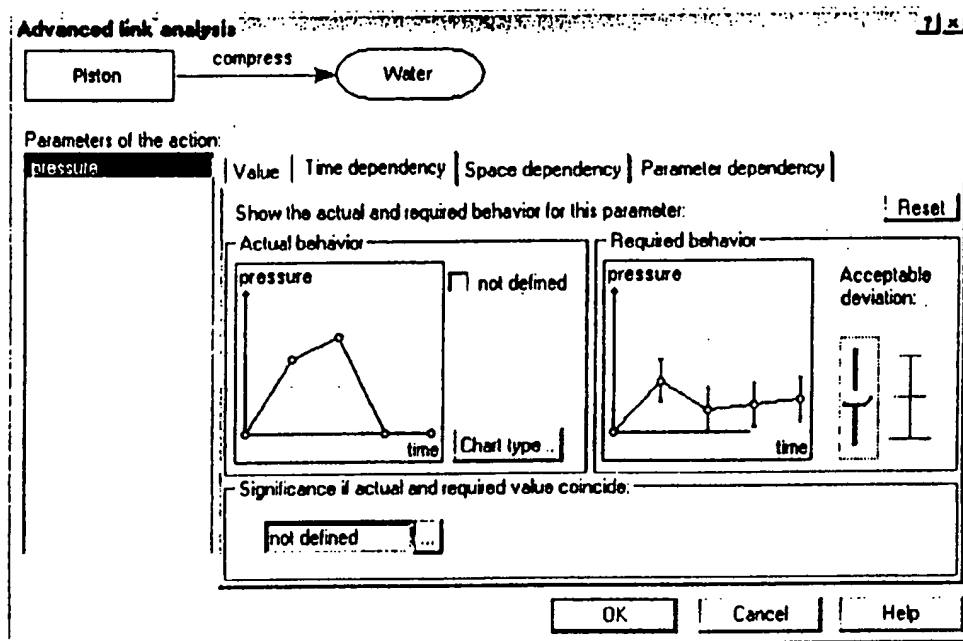 Advanced link analysis
compress
Piston
Water
Parameters of the action:
pressure
Value Time dependency Space dependency Parameter dependency
Show the actual and required behavior for this parameter:
Reset
Actual behavior
Required behavior
pressure
not defined
pressure
Acceptable
deviation:
time
Chart type ..
time
Significance if actual and required value coincide:
not defined
...
OK
Cancel
Help